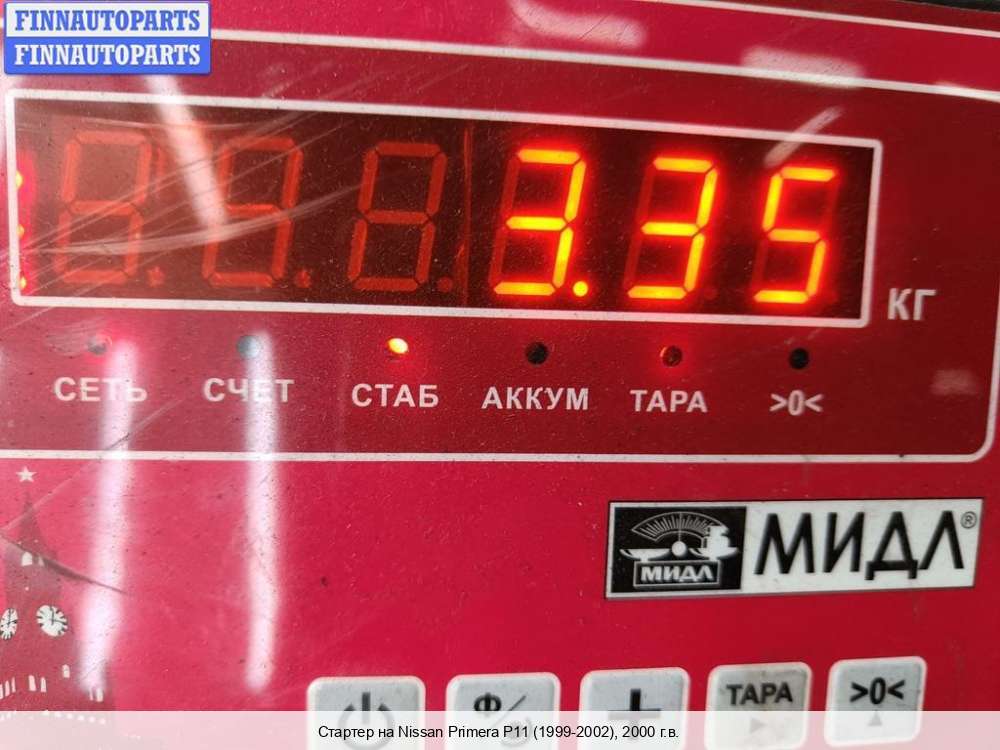 FINNAUTOPARTS
FINNAUTOPARTS
3.35
КГ
СЕТЬ СЧЕТ СТАБ АККУМ ТАРА >0<
МИДЛ МИДЛ®
Ф/ + ТАРА >0<
Стартер на Nissan Primera P11 (1999-2002), 2000 г.в.